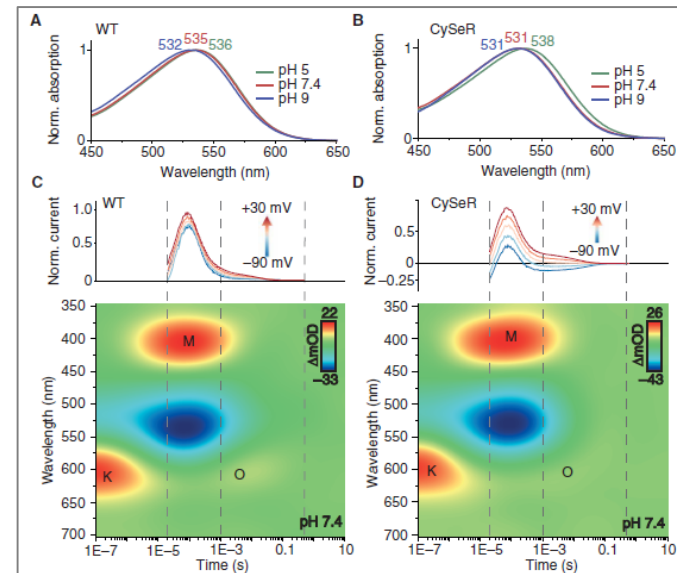 A WT
532 535 536
Norm. absorption
1
0
pH 5
pH 7.4
pH 9
450 500 550 600 650
Wavelength (nm)
B CySeR
531 531 538
Norm. absorption
1
0
pH 5
pH 7.4
pH 9
450 500 550 600 650
Wavelength (nm)
C WT
Norm. current
1.0
0.5
0
+30 mV
−90 mV
D CySeR
Norm. current
0.5
0
−0.25
+30 mV
−90 mV
Wavelength (nm)
350
400
450
500
550
600
650
700
M
K
O
22
ΔmOD
−33
pH 7.4
1E−7 1E−5 1E−3 0.1 10
Time (s)
Wavelength (nm)
350
400
450
500
550
600
650
700
M
K
O
26
ΔmOD
−43
pH 7.4
1E−7 1E−5 1E−3 0.1 10
Time (s)